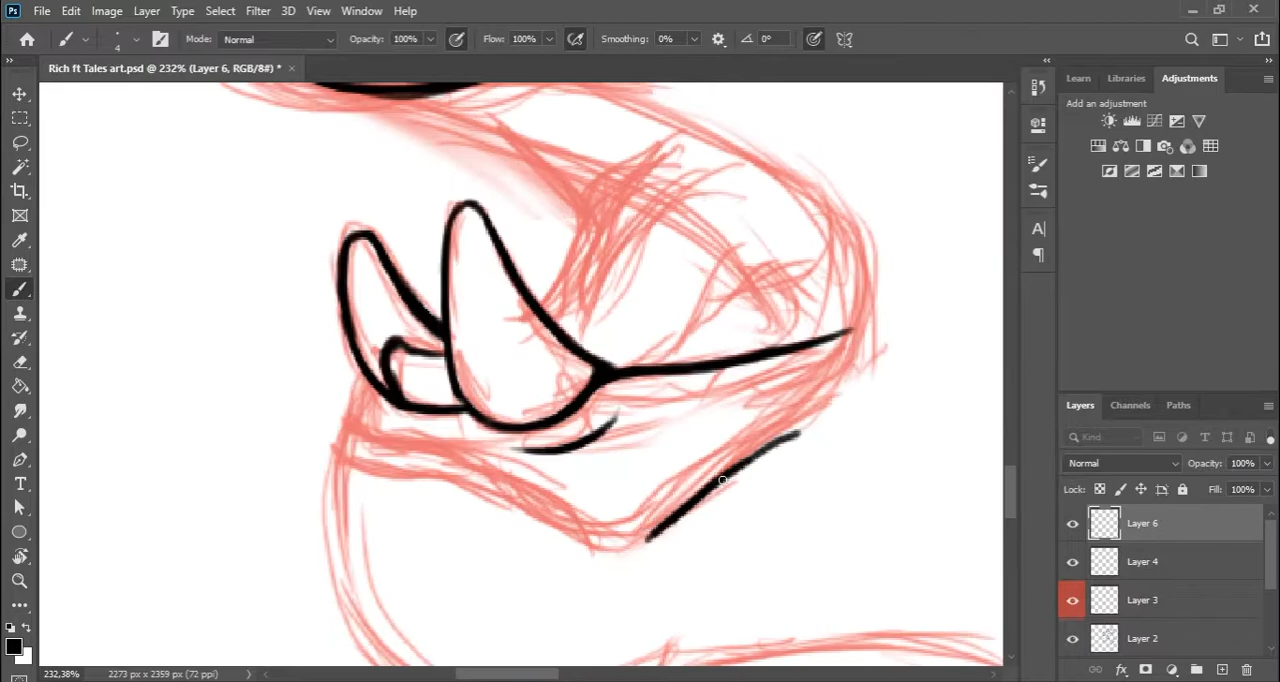 Ps File Edit Image Layer Type Select Filter 3D View Window Help
4 Mode: Normal Opacity: 100% Flow: 100% Smoothing: 0% 0°
Rich ft Tales art.psd @ 232% (Layer 6, RGB/8#) * ×
Learn Libraries Adjustments
Add an adjustment
A
T
Layers Channels Paths
Kind
Normal Opacity: 100%
Lock: Fill: 100%
Layer 6
Layer 4
Layer 3
Layer 2
fx
232,38% 2273 px x 2359 px (72 ppi)